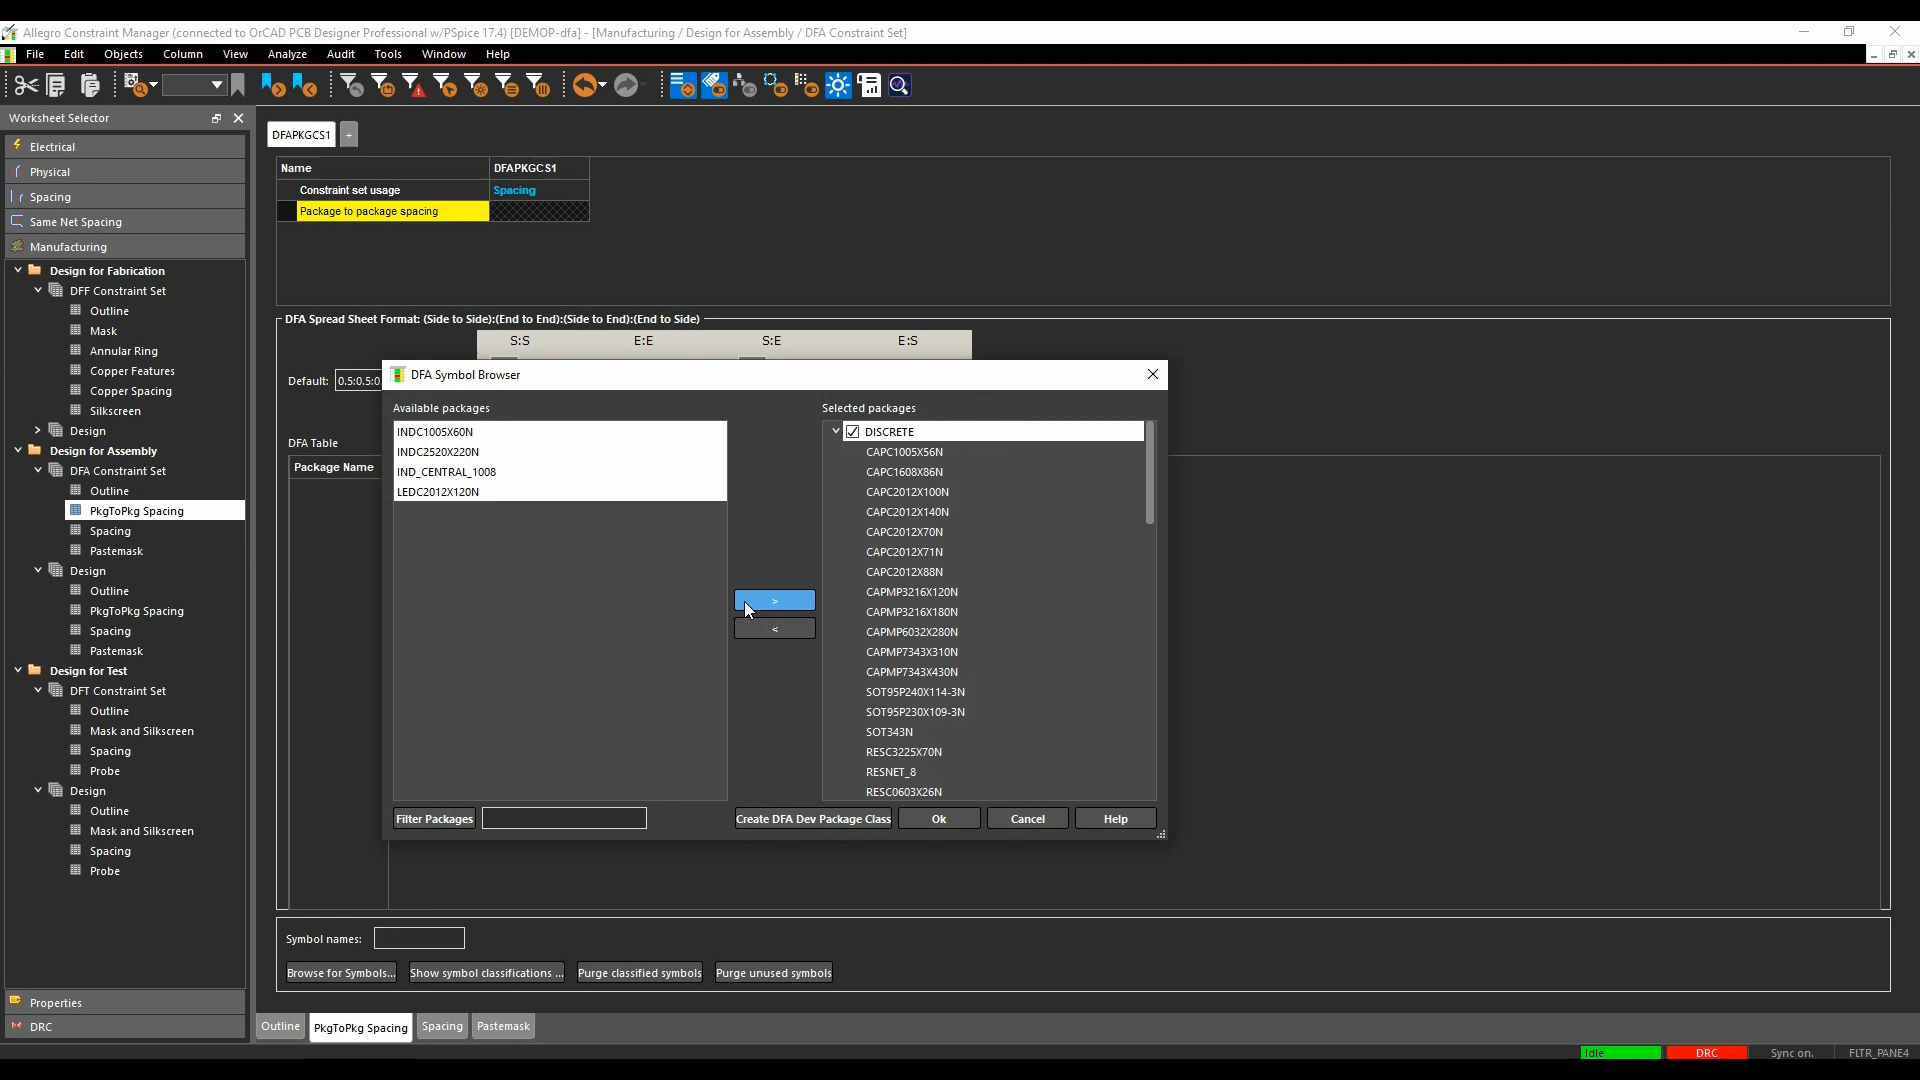 Allegro Constraint Manager (connected to OrCAD PCB Designer Professional w/PSpice 17.4) [DEMOP-dfa] - [Manufacturing / Design for Assembly / DFA Constraint Set]
File Edit Objects Column View Analyze Audit Tools Window Help
Worksheet Selector
Electrical
Physical
Spacing
Same Net Spacing
Manufacturing
Design for Fabrication
DFF Constraint Set
Outline
Mask
Annular Ring
Copper Features
Copper Spacing
Silkscreen
Design
Design for Assembly
DFA Constraint Set
Outline
PkgToPkg Spacing
Spacing
Pastemask
Design
Outline
PkgToPkg Spacing
Spacing
Pastemask
Design for Test
DFT Constraint Set
Outline
Mask and Silkscreen
Spacing
Probe
Design
Outline
Mask and Silkscreen
Spacing
Probe
Properties
DRC
DFAPKGCS1 +
Name DFAPKGCS1
Constraint set usage Spacing
Package to package spacing
DFA Spread Sheet Format: (Side to Side):(End to End):(Side to End):(End to Side)
S:S E:E S:E E:S
Default: 0.5:0.5:0
DFA Table
Package Name
DFA Symbol Browser
Available packages
INDC1005X60N
INDC2520X220N
IND_CENTRAL_1008
LEDC2012X120N
>
<
Selected packages
DISCRETE
CAPC1005X56N
CAPC1608X86N
CAPC2012X100N
CAPC2012X140N
CAPC2012X70N
CAPC2012X71N
CAPC2012X88N
CAPMP3216X120N
CAPMP3216X180N
CAPMP6032X280N
CAPMP7343X310N
CAPMP7343X430N
SOT95P240X114-3N
SOT95P230X109-3N
SOT343N
RESC3225X70N
RESNET_8
RESC0603X26N
Filter Packages Create DFA Dev Package Class Ok Cancel Help
Symbol names:
Browse for Symbols... Show symbol classifications ... Purge classified symbols Purge unused symbols
Outline PkgToPkg Spacing Spacing Pastemask
Idle DRC Sync on. FLTR_PANE4